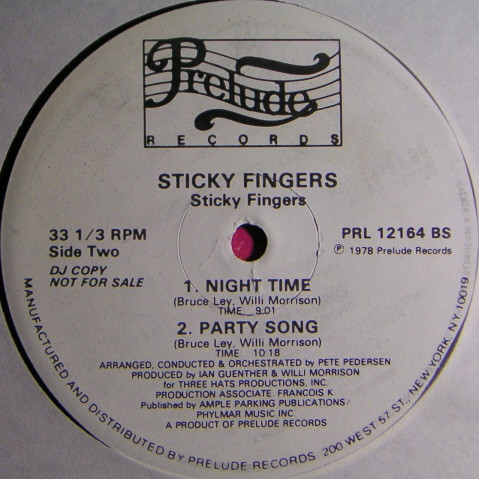 Prelude
RECORDS
STICKY FINGERS
Sticky Fingers
33 1/3 RPM
Side Two
DJ COPY
NOT FOR SALE
PRL 12164 BS
Ⓟ 1978 Prelude Records
1. NIGHT TIME
(Bruce Ley, Willi Morrison)
TIME 9:01
2. PARTY SONG
(Bruce Ley, Willi Morrison)
TIME 10:18
ARRANGED, CONDUCTED & ORCHESTRATED by PETE PEDERSEN
PRODUCED by IAN GUENTHER & WILLI MORRISON
for THREE HATS PRODUCTIONS, INC.
PRODUCTION ASSOCIATE FRANCOIS K
Published by AMPLE PARKING PUBLICATIONS/
PHYLMAR MUSIC INC
A PRODUCT OF PRELUDE RECORDS
MANUFACTURED AND DISTRIBUTED BY PRELUDE RECORDS 200 WEST 57 ST., NEW YORK, NY 10019